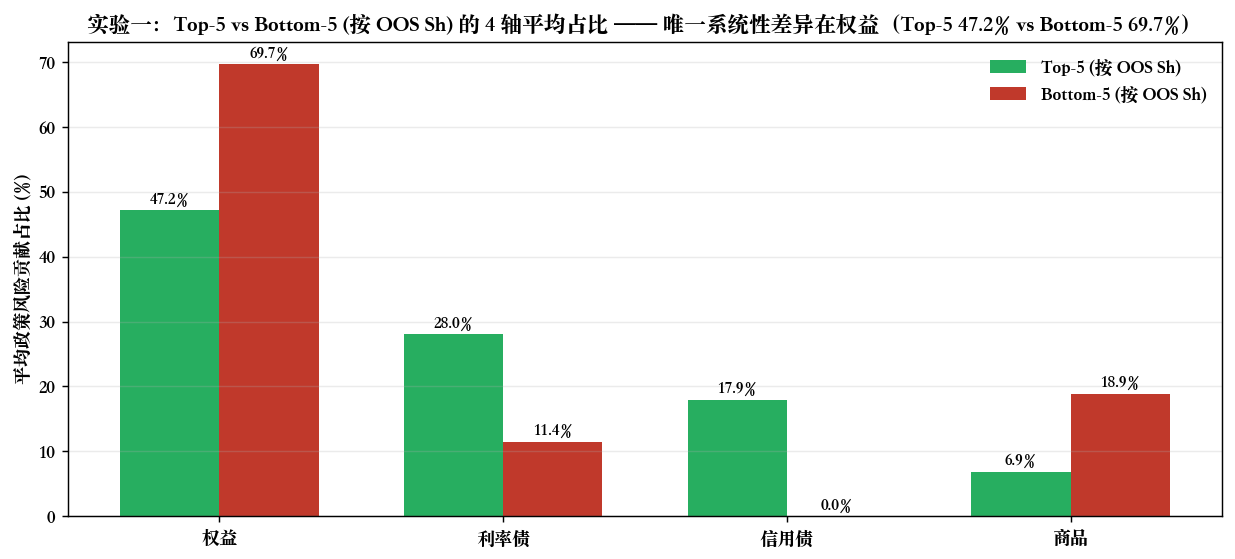 实验一：Top-5 vs Bottom-5 (按 OOS Sh) 的 4 轴平均占比 —— 唯一系统性差异在权益（Top-5 47.2% vs Bottom-5 69.7%）
Top-5 (按 OOS Sh)
Bottom-5 (按 OOS Sh)
平均政策风险贡献占比 (%)
70
60
50
40
30
20
10
0
47.2%
69.7%
28.0%
11.4%
17.9%
0.0%
6.9%
18.9%
权益
利率债
信用债
商品